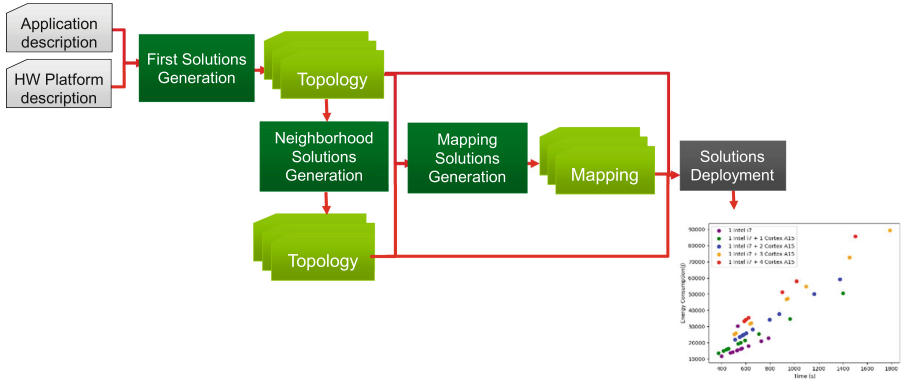 Application
description
HW Platform
description
First Solutions
Generation
Topology
Neighborhood
Solutions
Generation
Topology
Mapping
Solutions
Generation
Mapping
Solutions
Deployment
1 Intel i7
1 Intel i7 + 1 Cortex A15
1 Intel i7 + 2 Cortex A15
1 Intel i7 + 3 Cortex A15
1 Intel i7 + 4 Cortex A15
Energy Consumption(J)
90000
80000
70000
60000
50000
40000
30000
20000
10000
400 600 800 1000 1200 1400 1600 1800
Time (s)